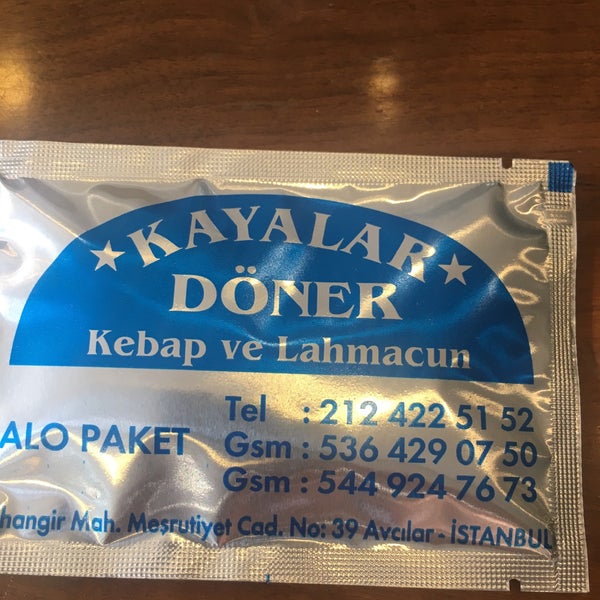 KAYALAR
DÖNER
Kebap ve Lahmacun
ALO PAKET
Tel : 212 422 51 52
Gsm : 536 429 07 50
Gsm : 544 924 76 73
hangir Mah. Meşrutiyet Cad. No: 39 Avcılar - İSTANBUL